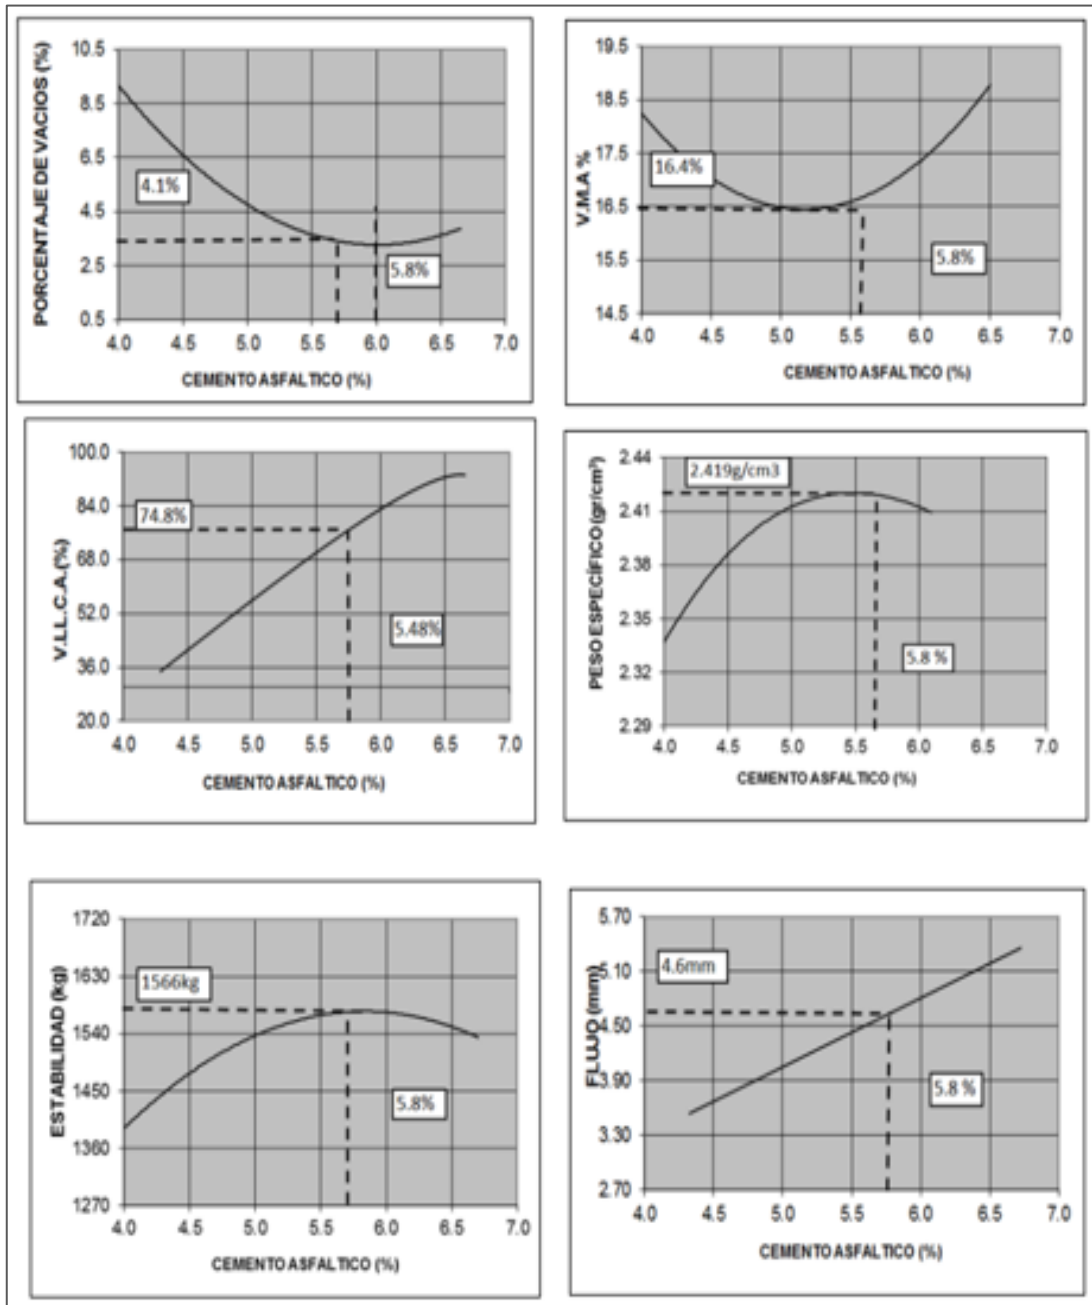 PORCENTAJE DE VACIOS (%)
10.5
8.5
6.5
4.5
2.5
0.5
4.1%
5.8%
4.0 4.5 5.0 5.5 6.0 6.5 7.0
CEMENTO ASFALTICO (%)
V.M.A %
19.5
18.5
17.5
16.5
15.5
14.5
16.4%
5.8%
4.0 4.5 5.0 5.5 6.0 6.5 7.0
CEMENTO ASFALTICO (%)
V.LL.C.A.(%)
100.0
84.0
68.0
52.0
36.0
20.0
74.8%
5.48%
4.0 4.5 5.0 5.5 6.0 6.5 7.0
CEMENTO ASFALTICO (%)
PESO ESPECÍFICO (gr/cm³)
2.44
2.41
2.38
2.35
2.32
2.29
2.419g/cm3
5.8 %
4.0 4.5 5.0 5.5 6.0 6.5 7.0
CEMENTO ASFALTICO (%)
ESTABILIDAD (kg)
1720
1630
1540
1450
1360
1270
1566kg
5.8%
4.0 4.5 5.0 5.5 6.0 6.5 7.0
CEMENTO ASFALTICO (%)
FLUJO (mm)
5.70
5.10
4.50
3.90
3.30
2.70
4.6mm
5.8 %
4.0 4.5 5.0 5.5 6.0 6.5 7.0
CEMENTO ASFALTICO (%)